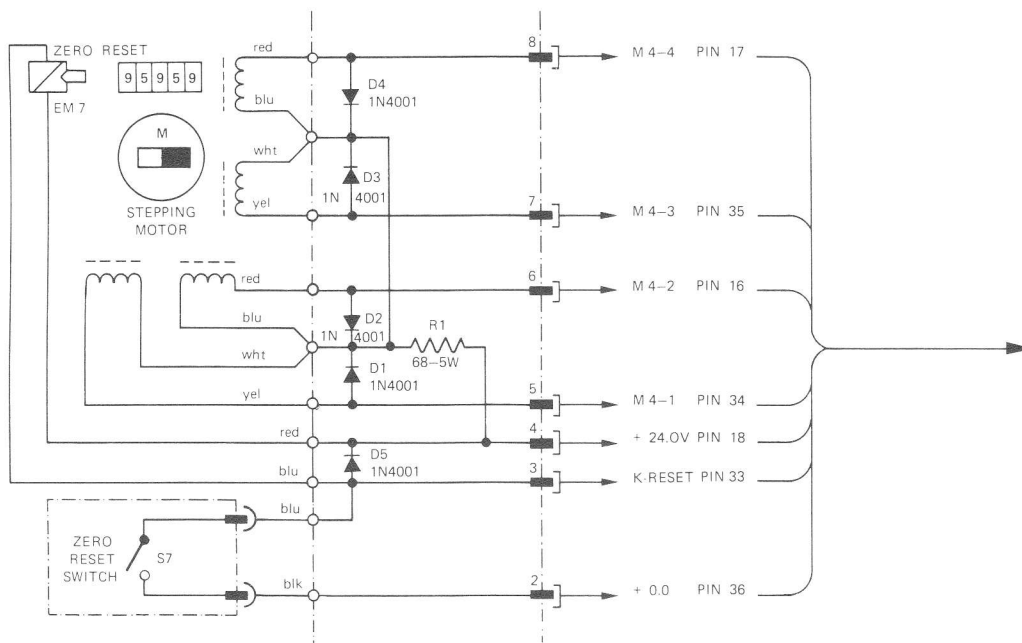 ZERO RESET
9 5 9 5 9
EM 7
M
STEPPING
MOTOR
red
blu
wht
yel
D4
1N4001
D3
1N 4001
8
M 4-4 PIN 17
7
M 4-3 PIN 35
red
blu
wht
yel
D2
1N 4001
D1
1N4001
R1
68-5W
6
M 4-2 PIN 16
5
M 4-1 PIN 34
red
4
+ 24.0V PIN 18
D5
1N4001
blu
3
K-RESET PIN 33
blu
ZERO
RESET
SWITCH
S7
blk
2
+ 0.0 PIN 36